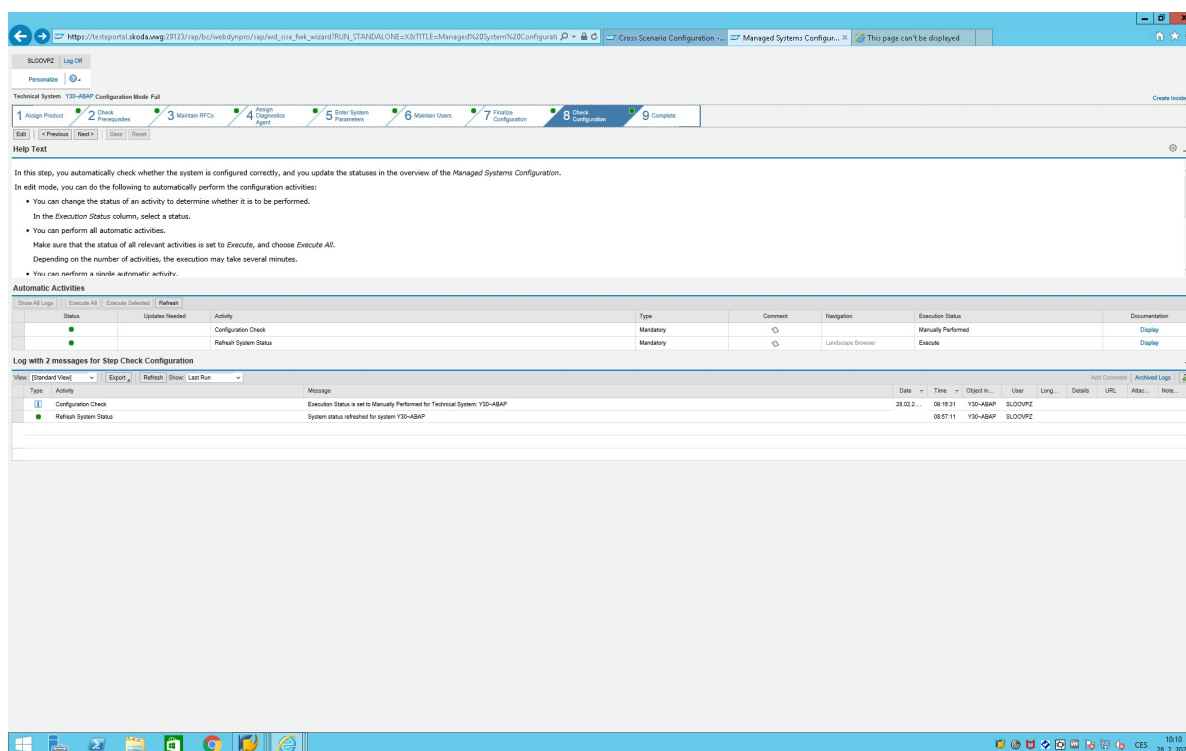 https://testeportal.skoda.vwg:29123/sap/bc/webdynpro/sap/wd_sise_fwk_wizard?RUN_STANDALONE=X&TITLE=Managed%20System%20Configurati
Cross Scenario Configuration -...
Managed Systems Configur...
This page can't be displayed
SLOOVPZ Log Off
Personalize
Technical System Y30~ABAP Configuration Mode Full
Create Incide
1 Assign Product
2 Check Prerequisites
3 Maintain RFCs
4 Assign Diagnostics Agent
5 Enter System Parameters
6 Maintain Users
7 Finalize Configuration
8 Check Configuration
9 Complete
Edit < Previous Next > Save Reset
Help Text
In this step, you automatically check whether the system is configured correctly, and you update the statuses in the overview of the Managed Systems Configuration.
In edit mode, you can do the following to automatically perform the configuration activities:
• You can change the status of an activity to determine whether it is to be performed.
In the Execution Status column, select a status.
• You can perform all automatic activities.
Make sure that the status of all relevant activities is set to Execute, and choose Execute All.
Depending on the number of activities, the execution may take several minutes.
• You can perform a single automatic activity.
Automatic Activities
Show All Logs Execute All Execute Selected Refresh
Status Updates Needed Activity Type Comment Navigation Execution Status Documentation
Configuration Check Mandatory Manually Performed Display
Refresh System Status Mandatory Landscape Browser Execute Display
Log with 2 messages for Step Check Configuration
View: [Standard View] Export Refresh Show: Last Run Add Comment Archived Logs
Type Activity Message Date Time Object in... User Long... Details URL Attac... Note...
Configuration Check Execution Status is set to Manually Performed for Technical System: Y30~ABAP 28.02.2... 09:16:31 Y30~ABAP SLOOVPZ
Refresh System Status System status refreshed for system Y30~ABAP 08:57:11 Y30~ABAP SLOOVPZ
CES 10:10
28. 2. 20